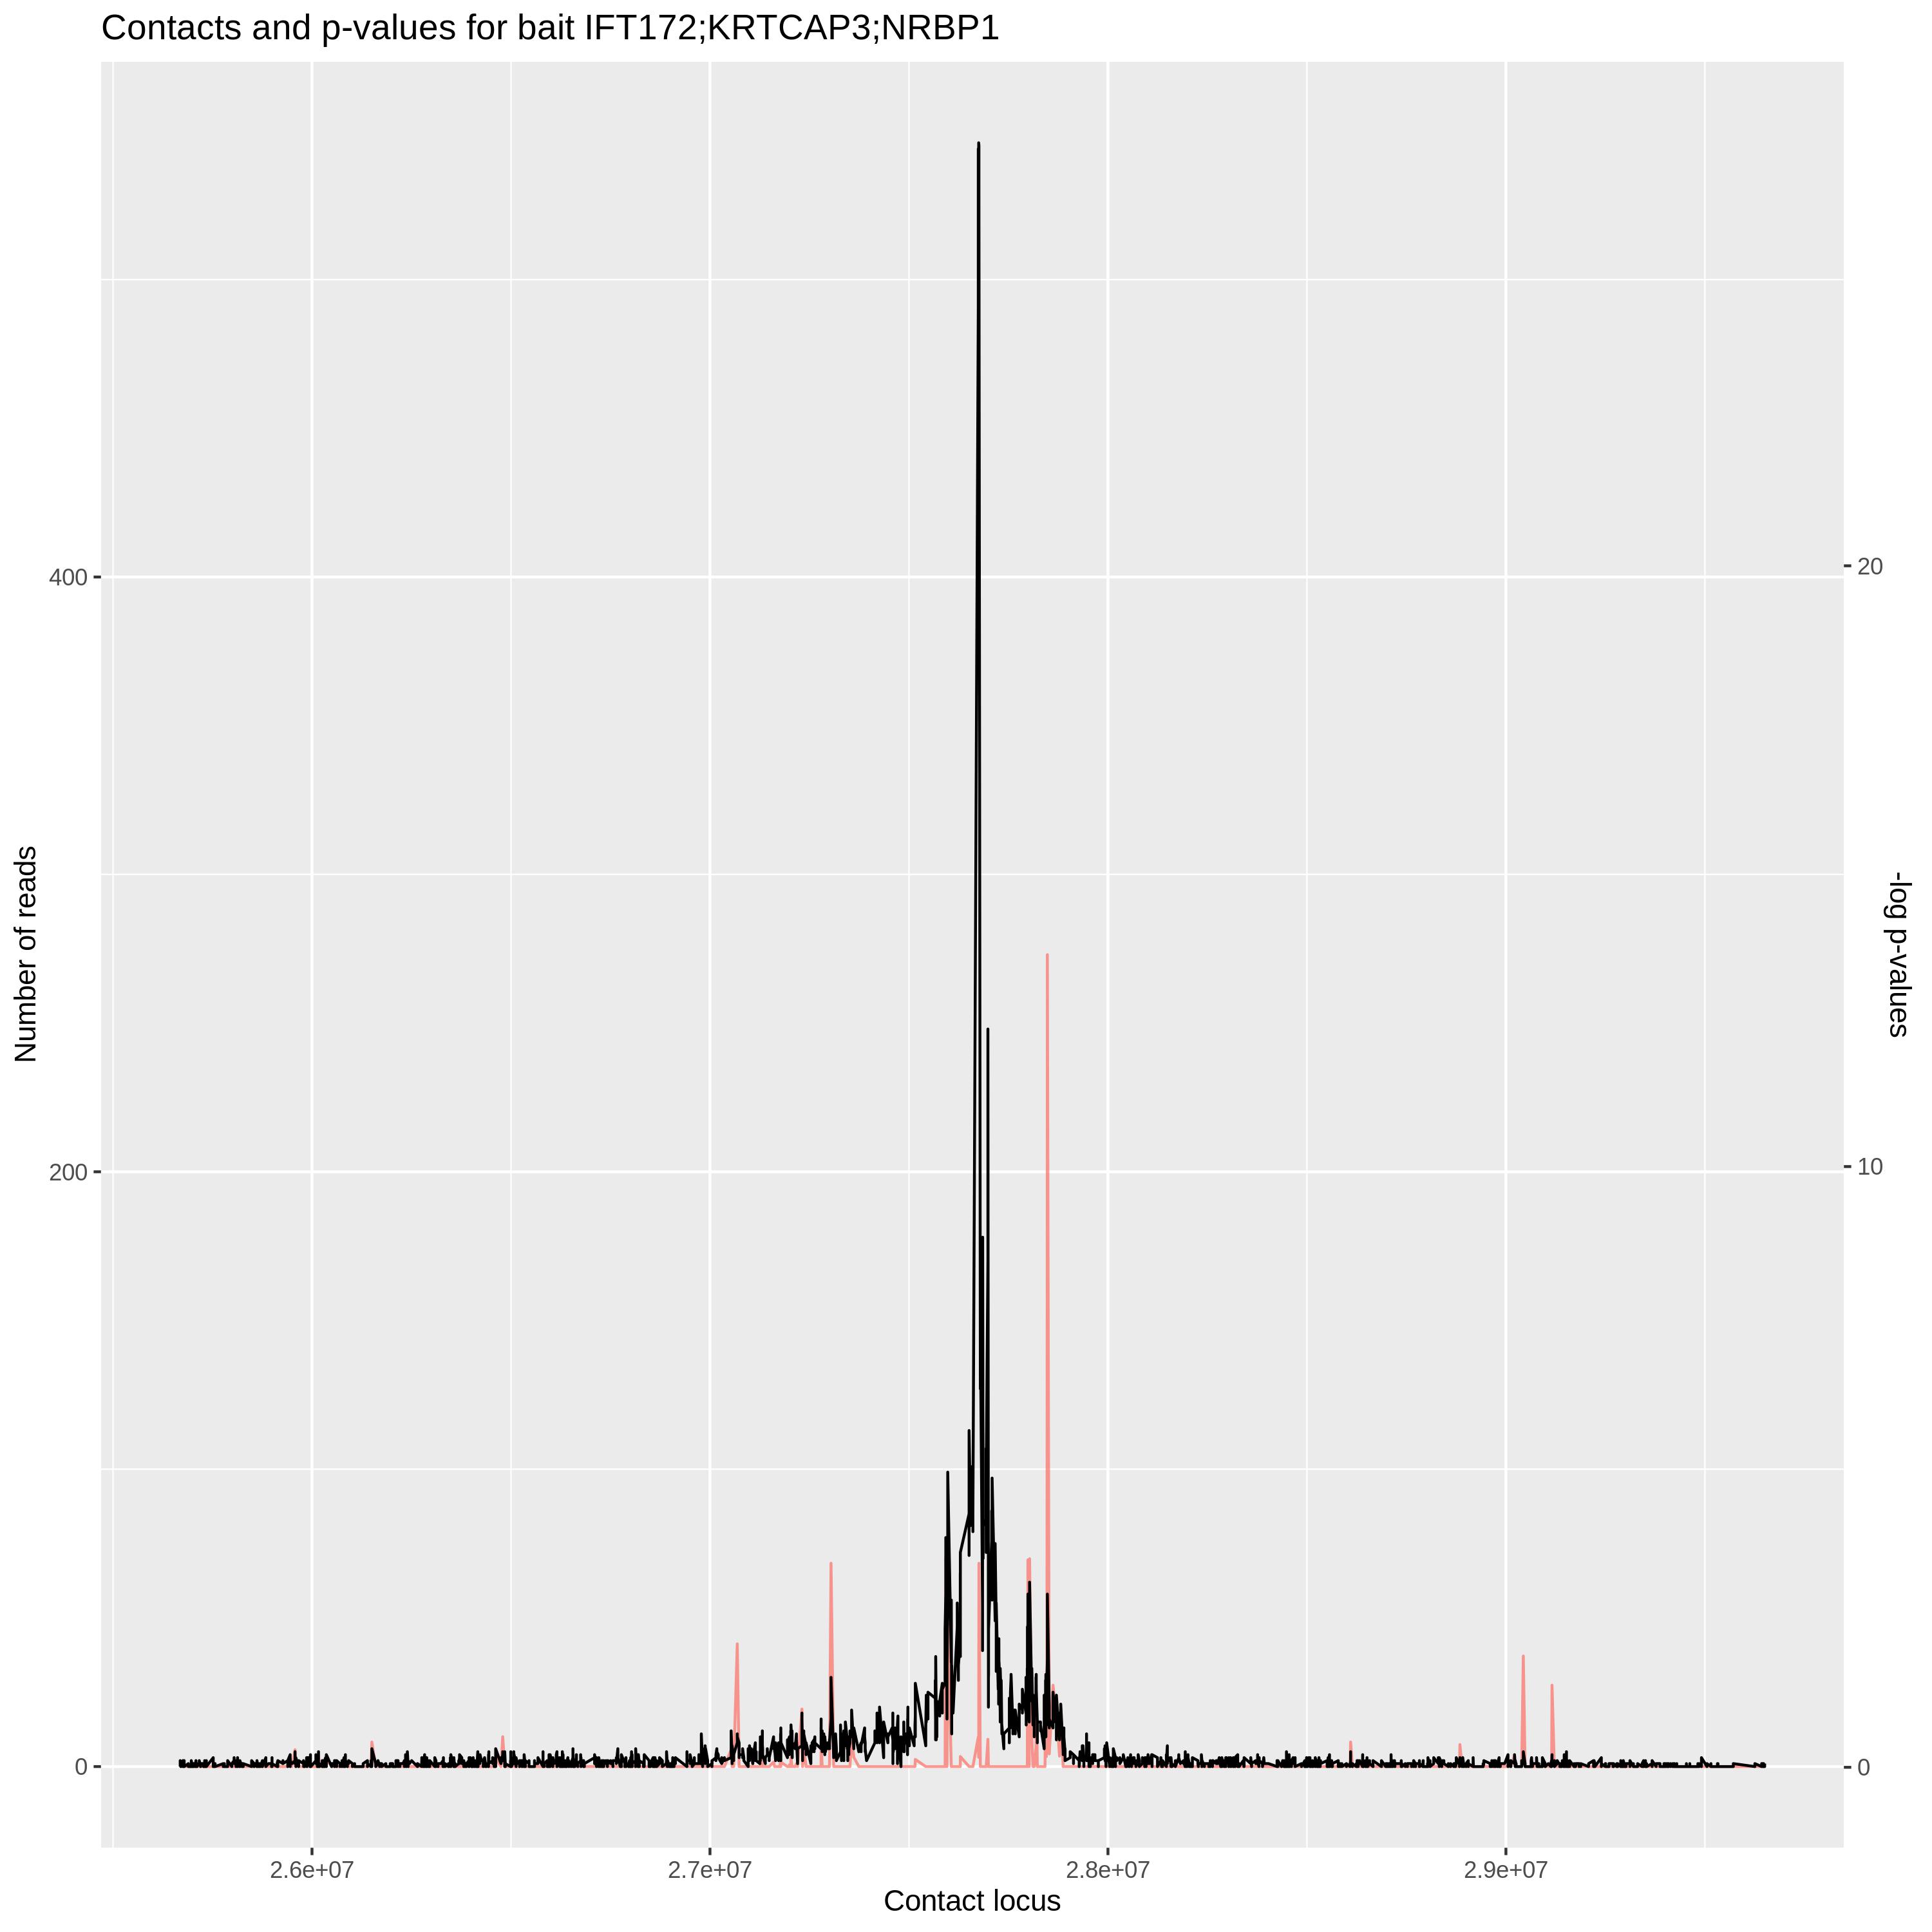 Contacts and p-values for bait IFT172;KRTCAP3;NRBP1
Number of reads
400
200
0
20
10
0
-log p-values
2.6e+07
2.7e+07
2.8e+07
2.9e+07
Contact locus